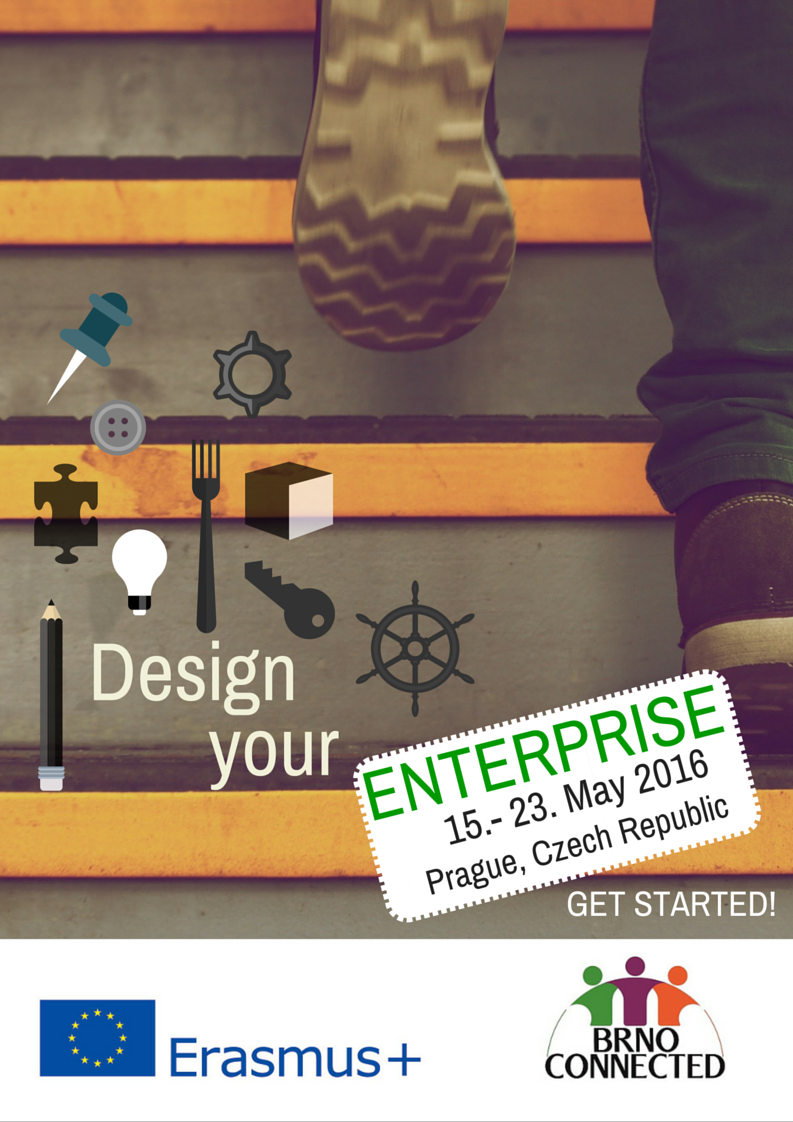 Design
your
ENTERPRISE
15.- 23. May 2016
Prague, Czech Republic
GET STARTED!
Erasmus+
BRNO
CONNECTED